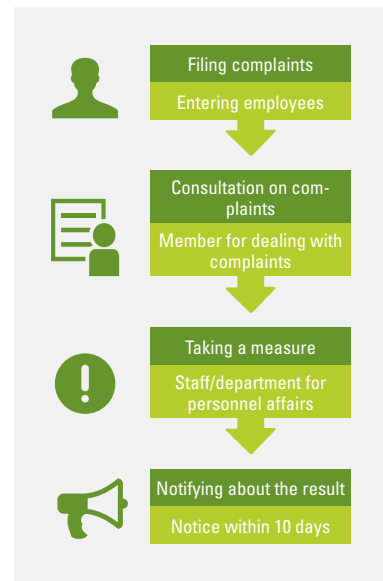 Filing complaints
Entering employees
Consultation on com-
plaints
Member for dealing with
complaints
Taking a measure
Staff/department for
personnel affairs
Notifying about the result
Notice within 10 days